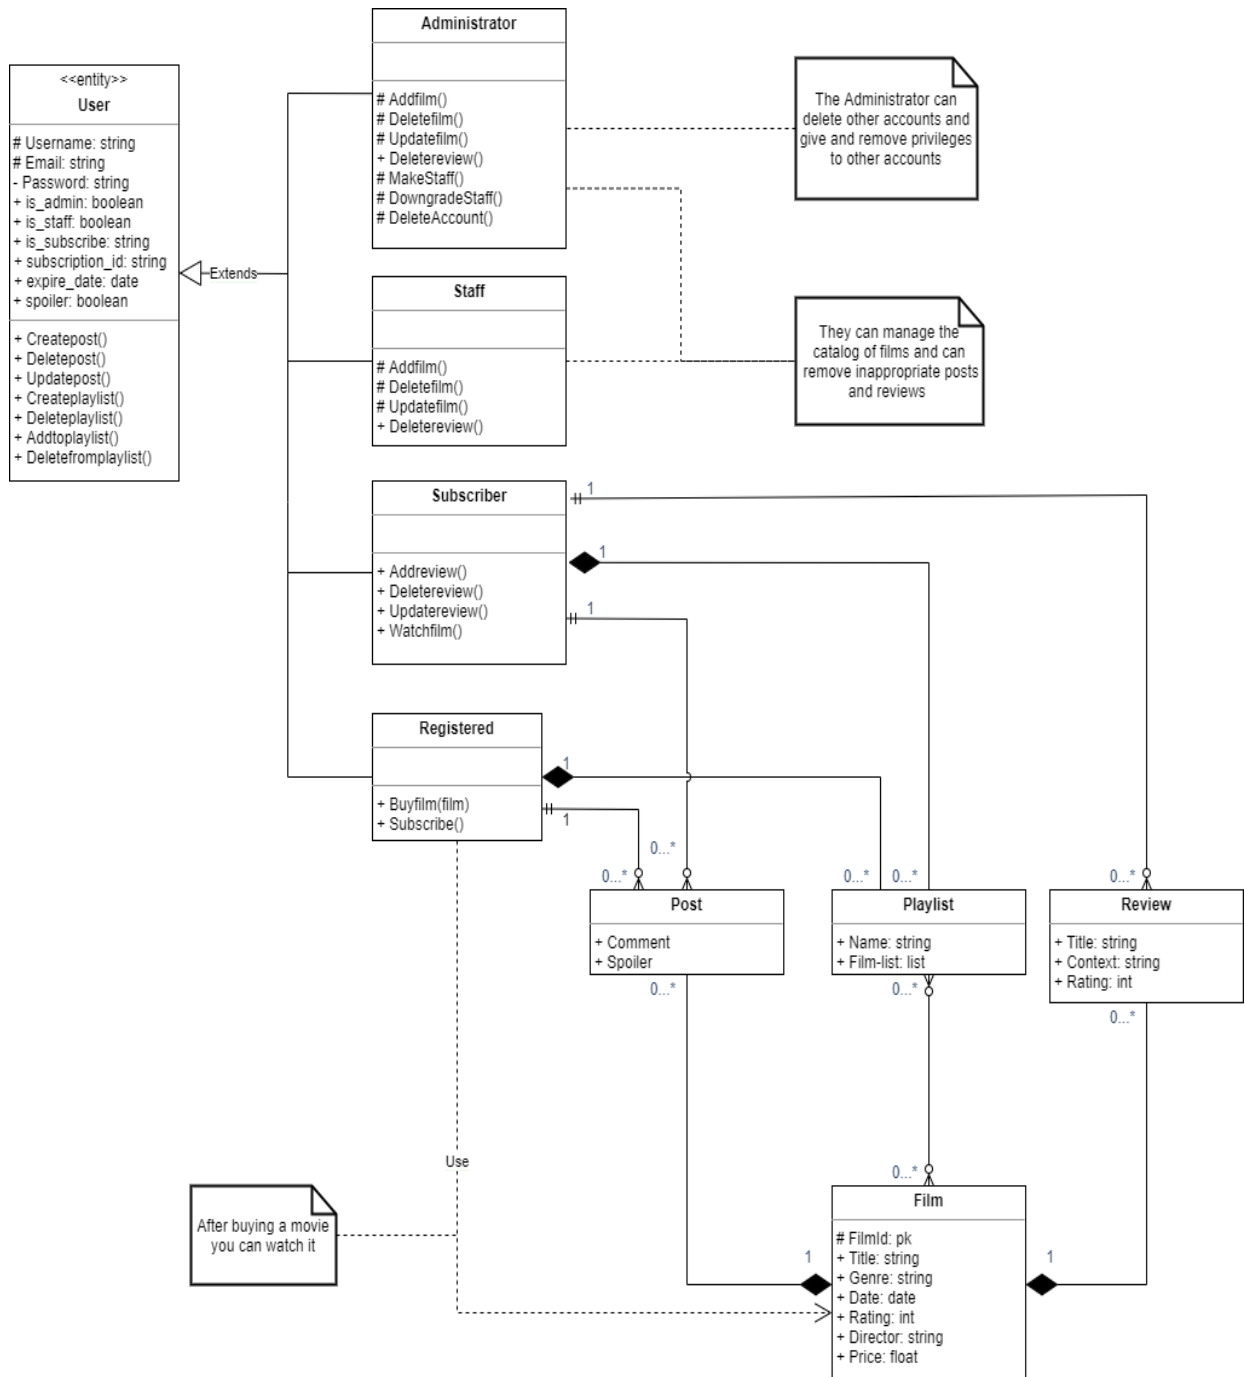 <<entity>>
User
# Username: string
# Email: string
- Password: string
+ is_admin: boolean
+ is_staff: boolean
+ is_subscribe: string
+ subscription_id: string
+ expire_date: date
+ spoiler: boolean
+ Createpost()
+ Deletepost()
+ Updatepost()
+ Createplaylist()
+ Deleteplaylist()
+ Addtoplaylist()
+ Deletefromplaylist()
Extends
Administrator
# Addfilm()
# Deletefilm()
# Updatefilm()
+ Deletereview()
# MakeStaff()
# DowngradeStaff()
# DeleteAccount()
The Administrator can
delete other accounts and
give and remove privileges
to other accounts
Staff
# Addfilm()
# Deletefilm()
# Updatefilm()
+ Deletereview()
They can manage the
catalog of films and can
remove inappropriate posts
and reviews
Subscriber
+ Addreview()
+ Deletereview()
+ Updatereview()
+ Watchfilm()
1
1
1
Registered
+ Buyfilm(film)
+ Subscribe()
1
1
0...*
0...*
0...*
0...*
0...*
Post
+ Comment
+ Spoiler
0...*
Playlist
+ Name: string
+ Film-list: list
0...*
Review
+ Title: string
+ Context: string
+ Rating: int
0...*
Use
After buying a movie
you can watch it
0...*
1
1
Film
# FilmId: pk
+ Title: string
+ Genre: string
+ Date: date
+ Rating: int
+ Director: string
+ Price: float